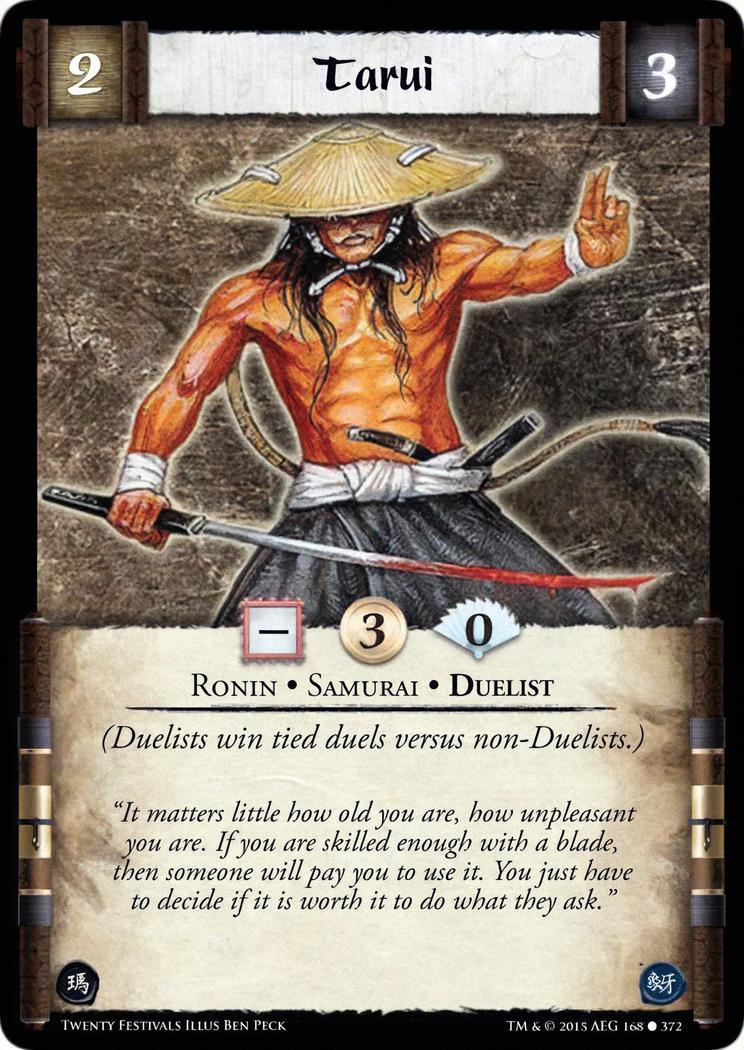 2
Tarui
3
–
3
0
Ronin • Samurai • Duelist
(Duelists win tied duels versus non-Duelists.)
“It matters little how old you are, how unpleasant
you are. If you are skilled enough with a blade,
then someone will pay you to use it. You just have
to decide if it is worth it to do what they ask.”
瑪
Twenty Festivals Illus Ben Peck
TM & © 2015 AEG 168 ● 372